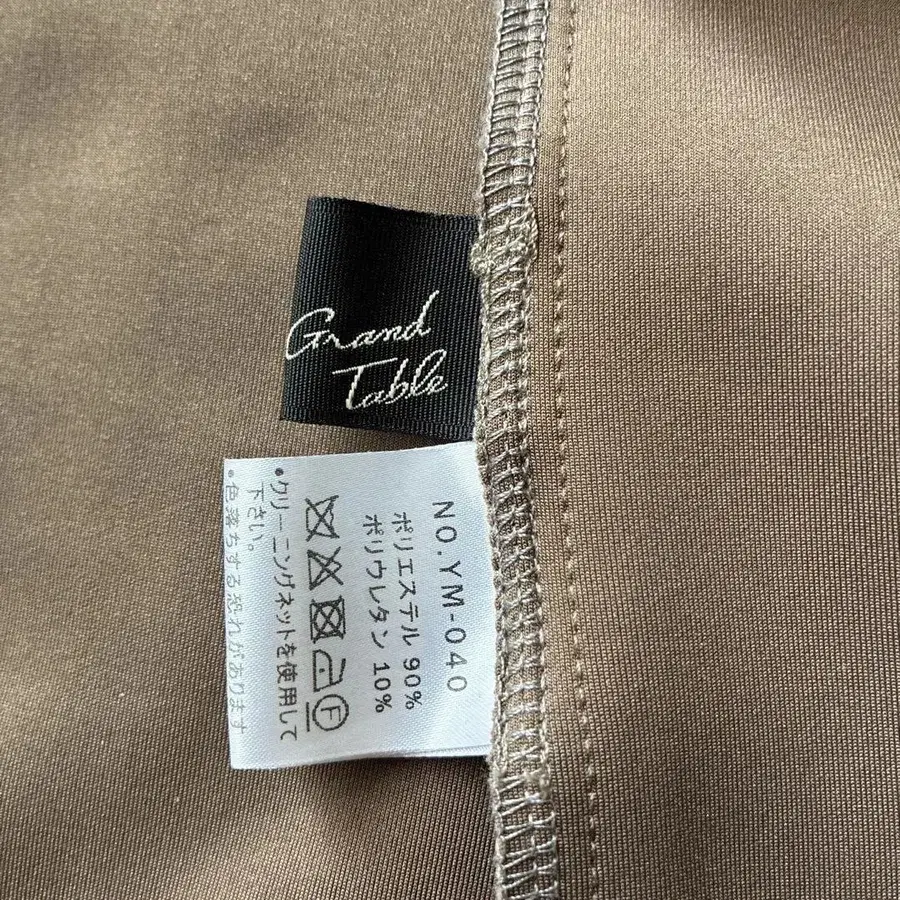 Grand
Table
NO.YM-040
ポリエステル 90%
ポリウレタン 10%
F
•クリーニングネットを使用して
下さい。
•色落ちする恐れがあります